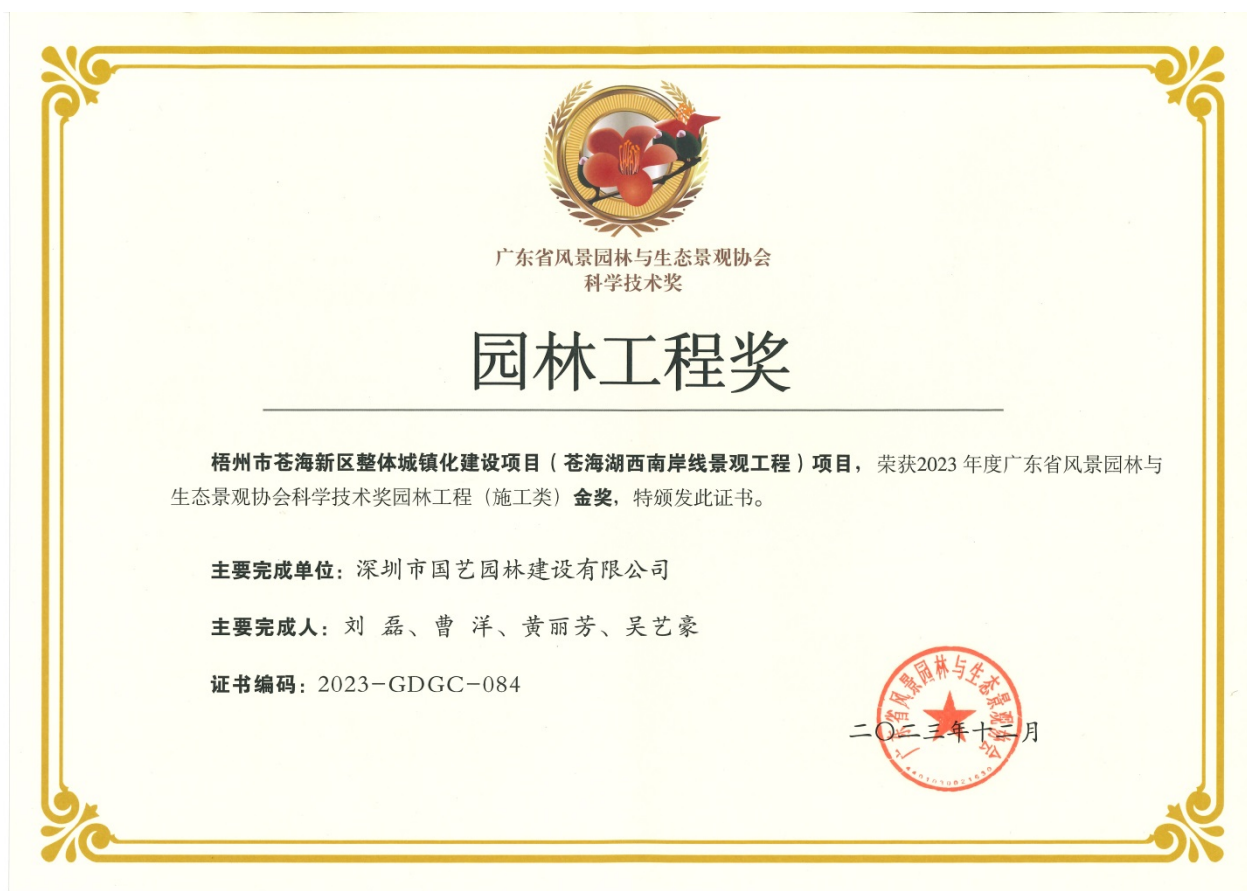 广东省风景园林与生态景观协会
科学技术奖
园林工程奖
梧州市苍海新区整体城镇化建设项目（苍海湖西南岸线景观工程）项目，荣获2023 年度广东省风景园林与
生态景观协会科学技术奖园林工程（施工类）金奖，特颁发此证书。
主要完成单位：深圳市国艺园林建设有限公司
主要完成人：刘 磊、曹 洋、黄丽芳、吴艺豪
证书编码：2023-GDGC-084
广东省风景园林与生态景观协会
二〇二三年十二月